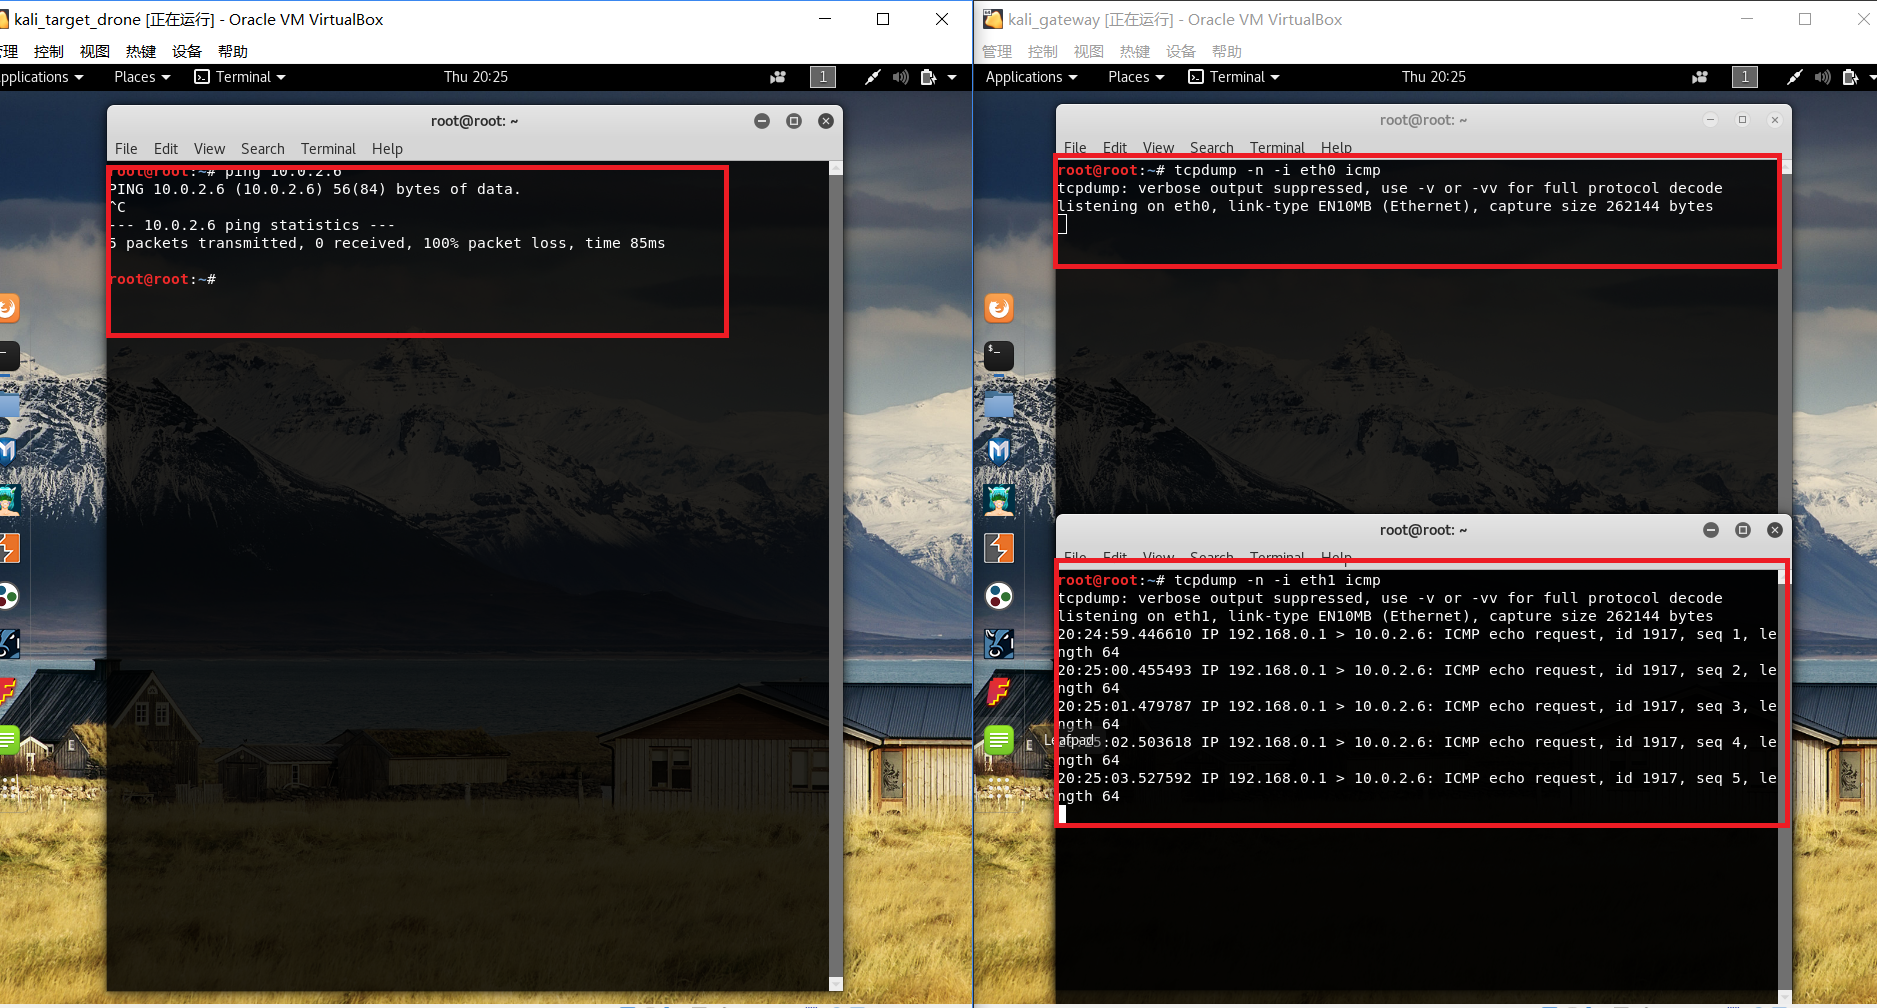 kali_target_drone [正在运行] - Oracle VM VirtualBox
管理 控制 视图 热键 设备 帮助
pplications Places Terminal Thu 20:25 1
root@root: ~
File Edit View Search Terminal Help
root@root:~# ping 10.0.2.6
PING 10.0.2.6 (10.0.2.6) 56(84) bytes of data.
^C
--- 10.0.2.6 ping statistics ---
5 packets transmitted, 0 received, 100% packet loss, time 85ms
root@root:~#
kali_gateway [正在运行] - Oracle VM VirtualBox
管理 控制 视图 热键 设备 帮助
Applications Places Terminal Thu 20:25 1
root@root: ~
File Edit View Search Terminal Help
root@root:~# tcpdump -n -i eth0 icmp
tcpdump: verbose output suppressed, use -v or -vv for full protocol decode
listening on eth0, link-type EN10MB (Ethernet), capture size 262144 bytes
root@root: ~
File Edit View Search Terminal Help
root@root:~# tcpdump -n -i eth1 icmp
tcpdump: verbose output suppressed, use -v or -vv for full protocol decode
listening on eth1, link-type EN10MB (Ethernet), capture size 262144 bytes
20:24:59.446610 IP 192.168.0.1 > 10.0.2.6: ICMP echo request, id 1917, seq 1, le
ngth 64
20:25:00.455493 IP 192.168.0.1 > 10.0.2.6: ICMP echo request, id 1917, seq 2, le
ngth 64
20:25:01.479787 IP 192.168.0.1 > 10.0.2.6: ICMP echo request, id 1917, seq 3, le
ngth 64
Leafpad
5:02.503618 IP 192.168.0.1 > 10.0.2.6: ICMP echo request, id 1917, seq 4, le
ngth 64
20:25:03.527592 IP 192.168.0.1 > 10.0.2.6: ICMP echo request, id 1917, seq 5, le
ngth 64